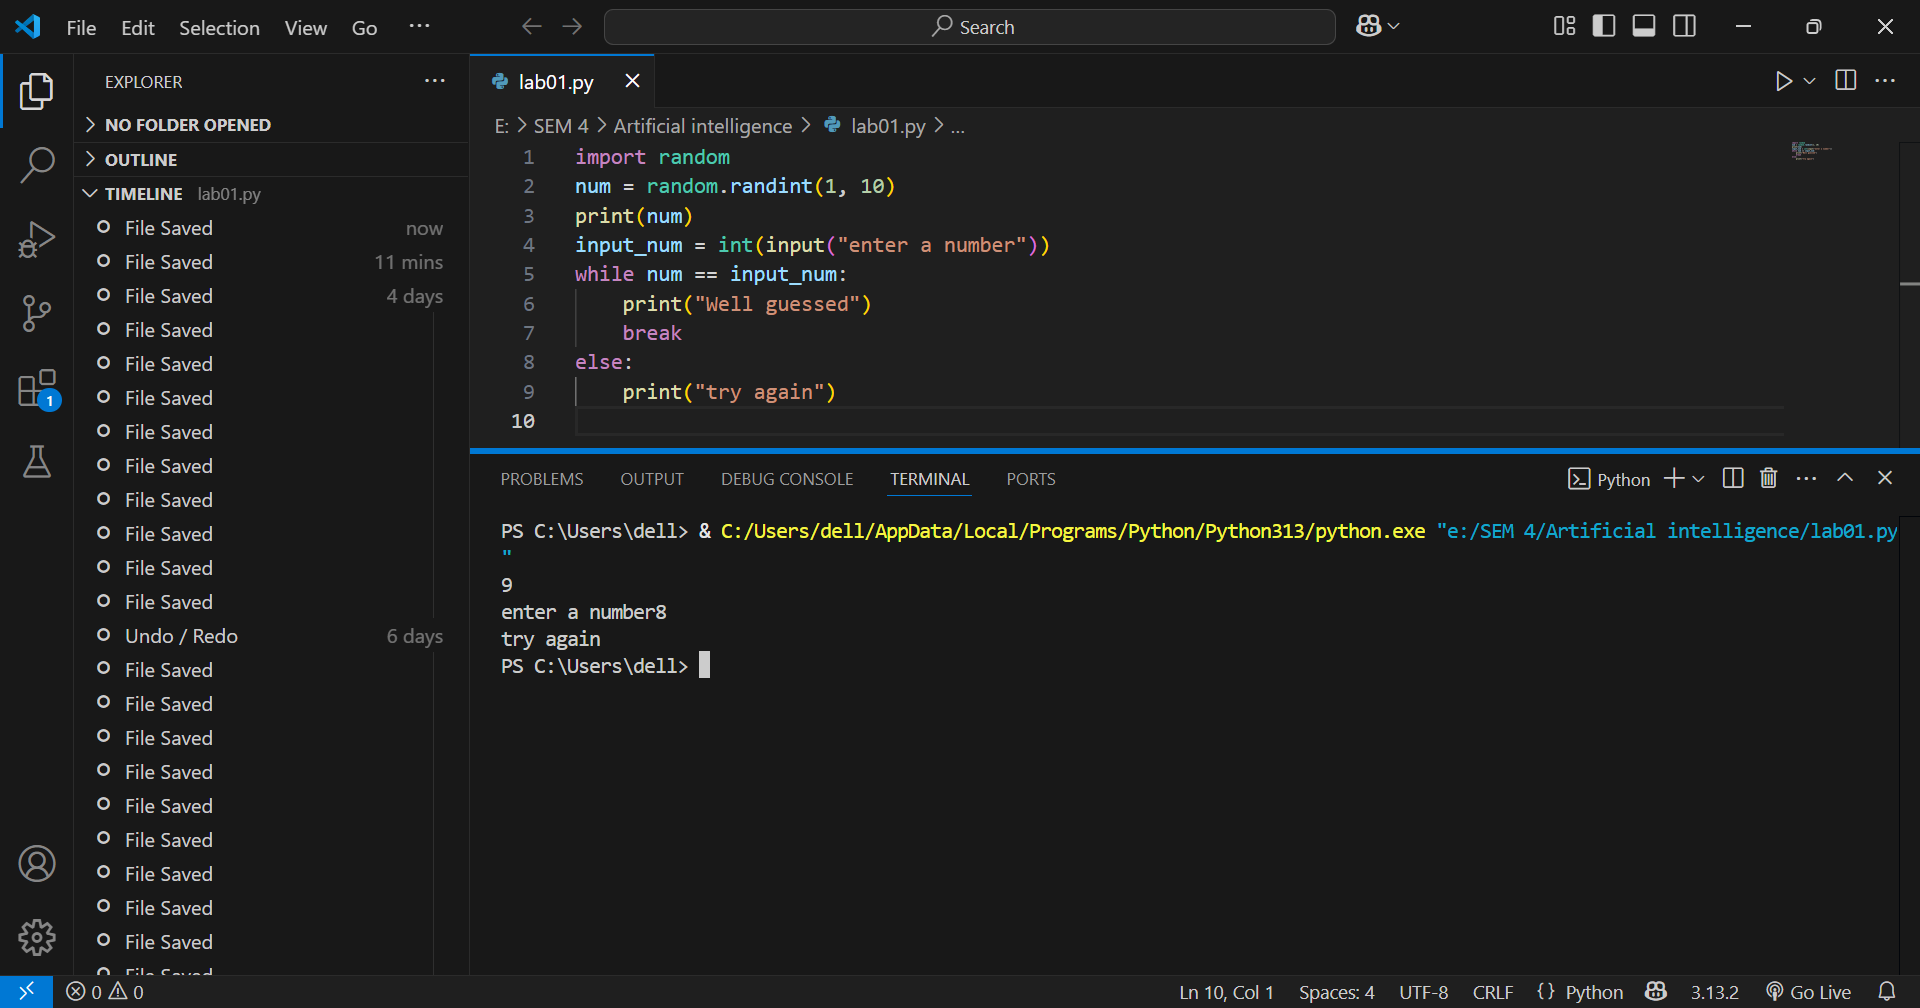 File Edit Selection View Go ···
Search
EXPLORER ···
NO FOLDER OPENED
OUTLINE
TIMELINE lab01.py
File Saved now
File Saved 11 mins
File Saved 4 days
File Saved
File Saved
File Saved
File Saved
File Saved
File Saved
File Saved
File Saved
File Saved
Undo / Redo 6 days
File Saved
File Saved
File Saved
File Saved
File Saved
File Saved
File Saved
File Saved
File Saved
File Saved
1
lab01.py
E: > SEM 4 > Artificial intelligence > lab01.py > ...
1 import random
2 num = random.randint(1, 10)
3 print(num)
4 input_num = int(input("enter a number"))
5 while num == input_num:
6     print("Well guessed")
7     break
8 else:
9     print("try again")
10
PROBLEMS OUTPUT DEBUG CONSOLE TERMINAL PORTS
Python
PS C:\Users\dell> & C:/Users/dell/AppData/Local/Programs/Python/Python313/python.exe "e:/SEM 4/Artificial intelligence/lab01.py
"
9
enter a number8
try again
PS C:\Users\dell>
0 0
Ln 10, Col 1 Spaces: 4 UTF-8 CRLF {} Python 3.13.2 Go Live